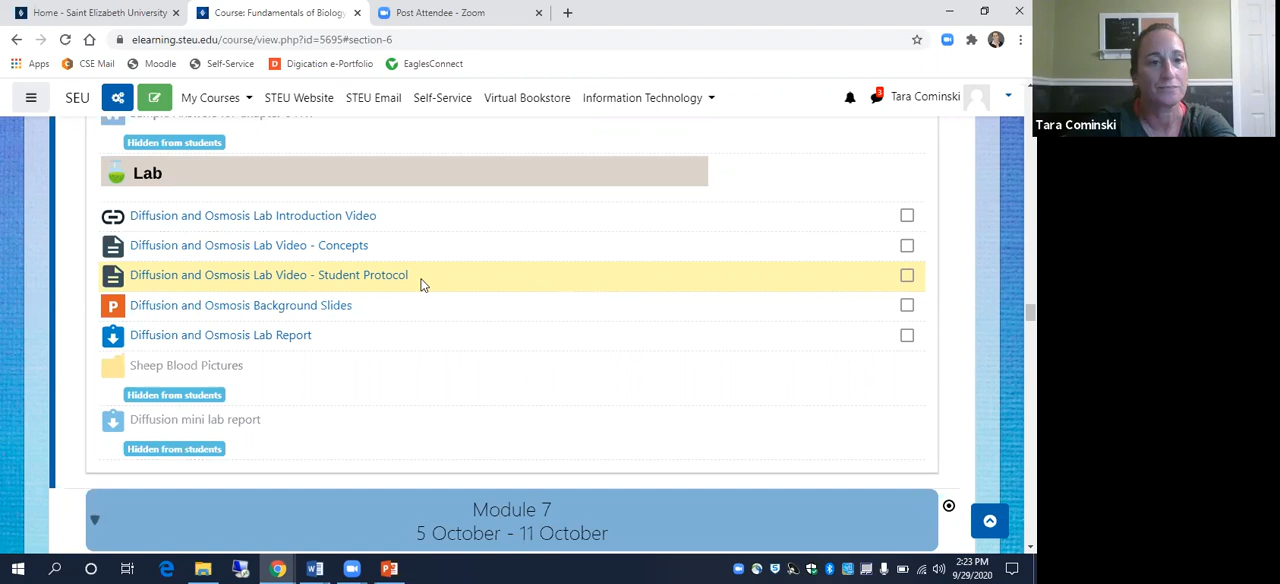 Home - Saint Elizabeth University
Course: Fundamentals of Biology
Post Attendee - Zoom
elearning.steu.edu/course/view.php?id=5695#section-6
Apps
CSE Mail
Moodle
Self-Service
Digication e-Portfolio
EaglesConnect
SEU
My Courses
STEU Website
STEU Email
Self-Service
Virtual Bookstore
Information Technology
3
Tara Cominski
Tara Cominski
Hidden from students
Lab
Diffusion and Osmosis Lab Introduction Video
Diffusion and Osmosis Lab Video - Concepts
Diffusion and Osmosis Lab Video - Student Protocol
P Diffusion and Osmosis Background Slides
Diffusion and Osmosis Lab Report
Sheep Blood Pictures
Hidden from students
Diffusion mini lab report
Hidden from students
Module 7
5 October - 11 October
2:23 PM
9/29/2020